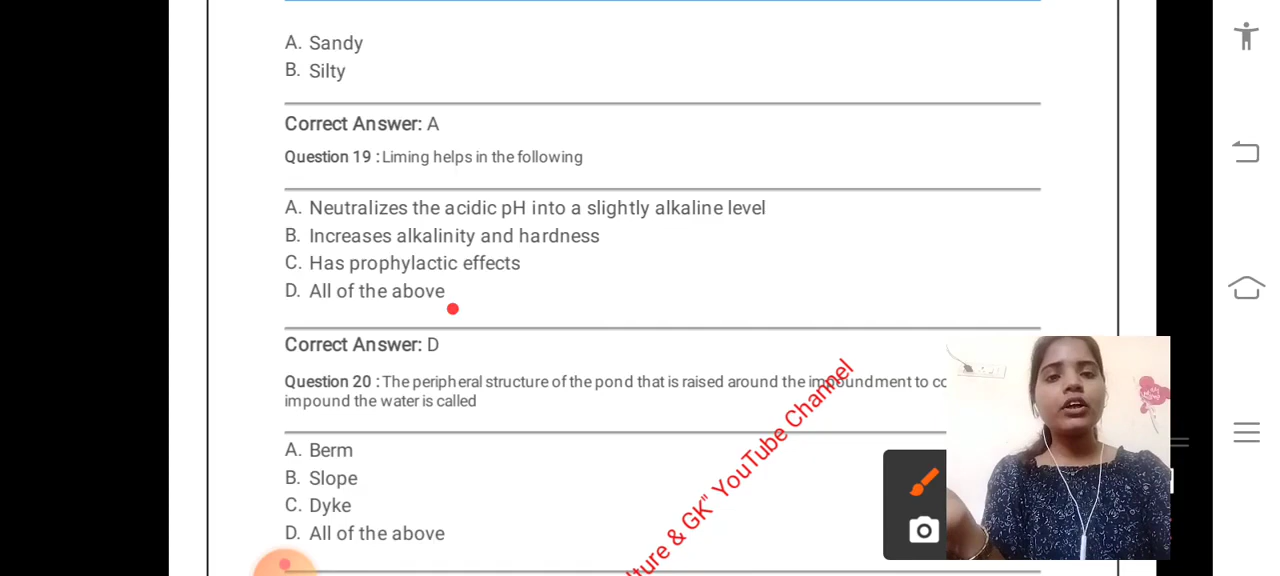 A. Sandy
B. Silty
Correct Answer: A
Question 19 : Liming helps in the following
A. Neutralizes the acidic pH into a slightly alkaline level
B. Increases alkalinity and hardness
C. Has prophylactic effects
D. All of the above
Correct Answer: D
Question 20 : The peripheral structure of the pond that is raised around the impoundment to
impound the water is called
A. Berm
B. Slope
C. Dyke
D. All of the above
& GK" YouTube Channel